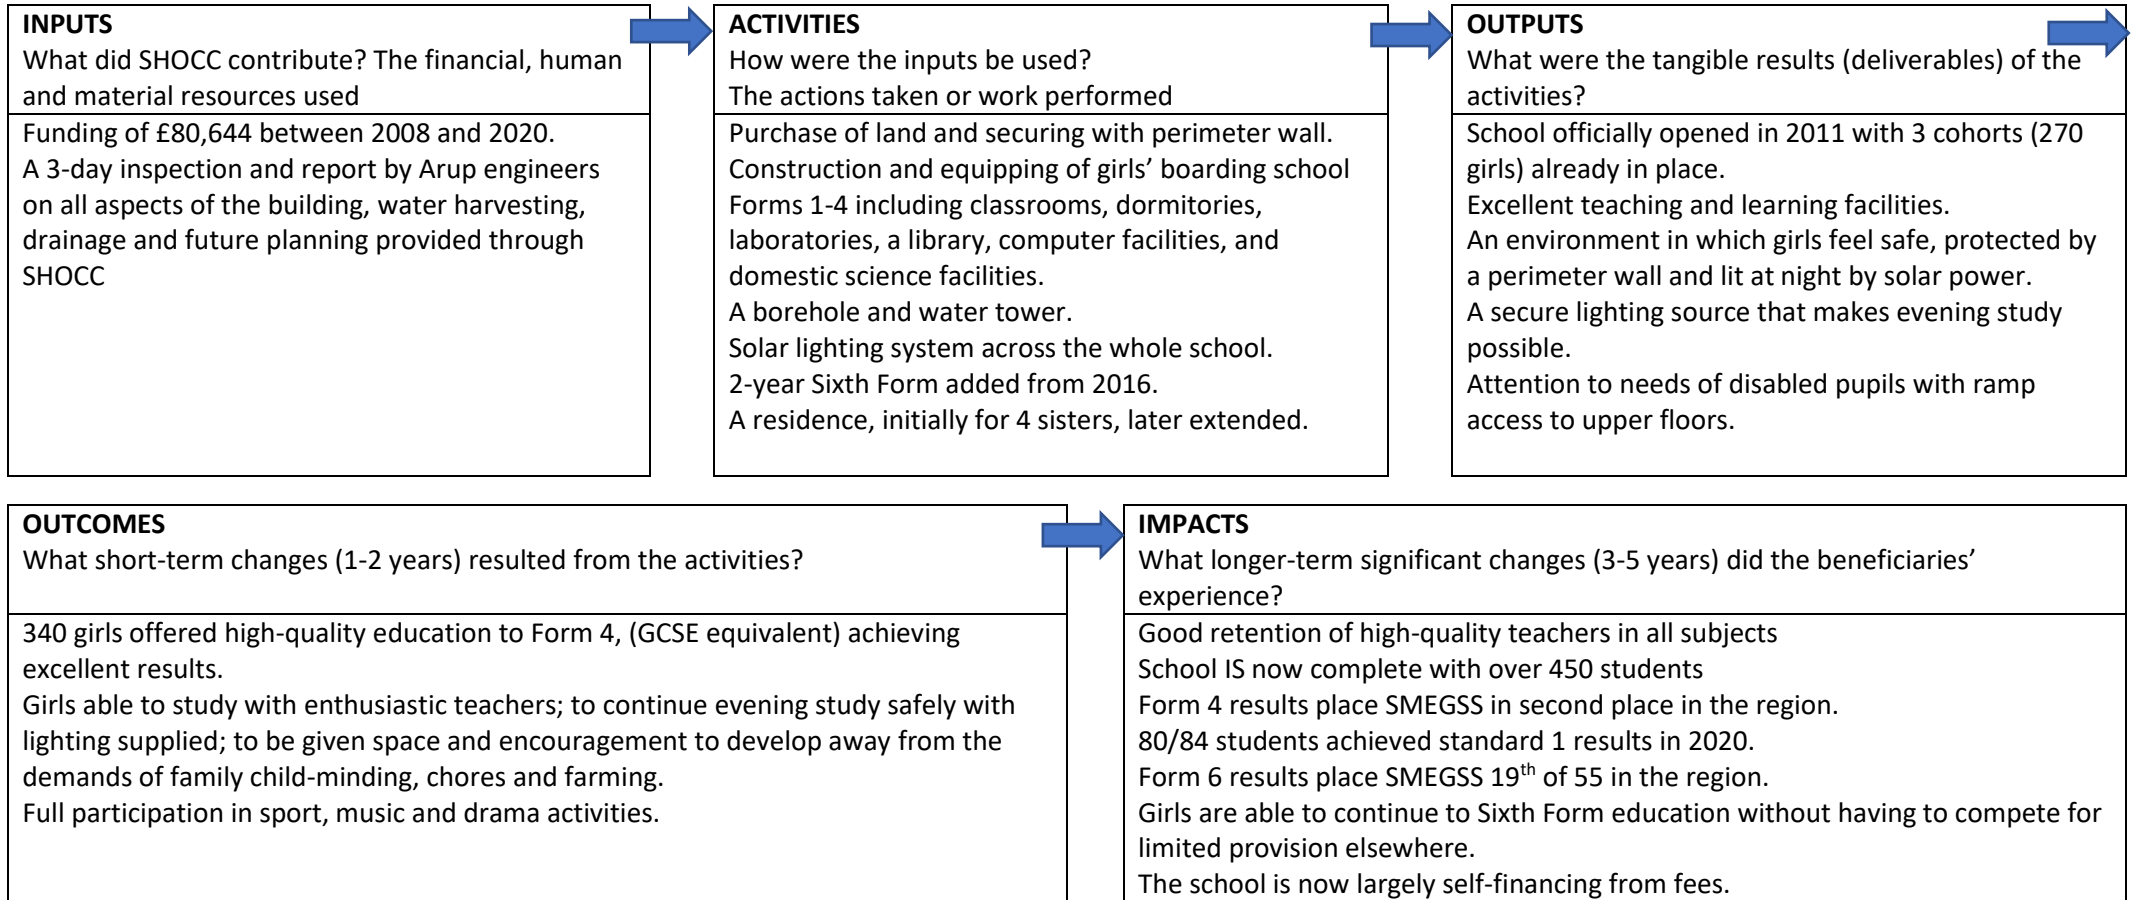 INPUTS
What did SHOCC contribute? The financial, human
and material resources used
Funding of £80,644 between 2008 and 2020.
A 3-day inspection and report by Arup engineers
on all aspects of the building, water harvesting,
drainage and future planning provided through
SHOCC
ACTIVITIES
How were the inputs be used?
The actions taken or work performed
Purchase of land and securing with perimeter wall.
Construction and equipping of girls’ boarding school
Forms 1-4 including classrooms, dormitories,
laboratories, a library, computer facilities, and
domestic science facilities.
A borehole and water tower.
Solar lighting system across the whole school.
2-year Sixth Form added from 2016.
A residence, initially for 4 sisters, later extended.
OUTPUTS
What were the tangible results (deliverables) of the
activities?
School officially opened in 2011 with 3 cohorts (270
girls) already in place.
Excellent teaching and learning facilities.
An environment in which girls feel safe, protected by
a perimeter wall and lit at night by solar power.
A secure lighting source that makes evening study
possible.
Attention to needs of disabled pupils with ramp
access to upper floors.
OUTCOMES
What short-term changes (1-2 years) resulted from the activities?
340 girls offered high-quality education to Form 4, (GCSE equivalent) achieving
excellent results.
Girls able to study with enthusiastic teachers; to continue evening study safely with
lighting supplied; to be given space and encouragement to develop away from the
demands of family child-minding, chores and farming.
Full participation in sport, music and drama activities.
IMPACTS
What longer-term significant changes (3-5 years) did the beneficiaries’
experience?
Good retention of high-quality teachers in all subjects
School IS now complete with over 450 students
Form 4 results place SMEGSS in second place in the region.
80/84 students achieved standard 1 results in 2020.
Form 6 results place SMEGSS 19th of 55 in the region.
Girls are able to continue to Sixth Form education without having to compete for
limited provision elsewhere.
The school is now largely self-financing from fees.